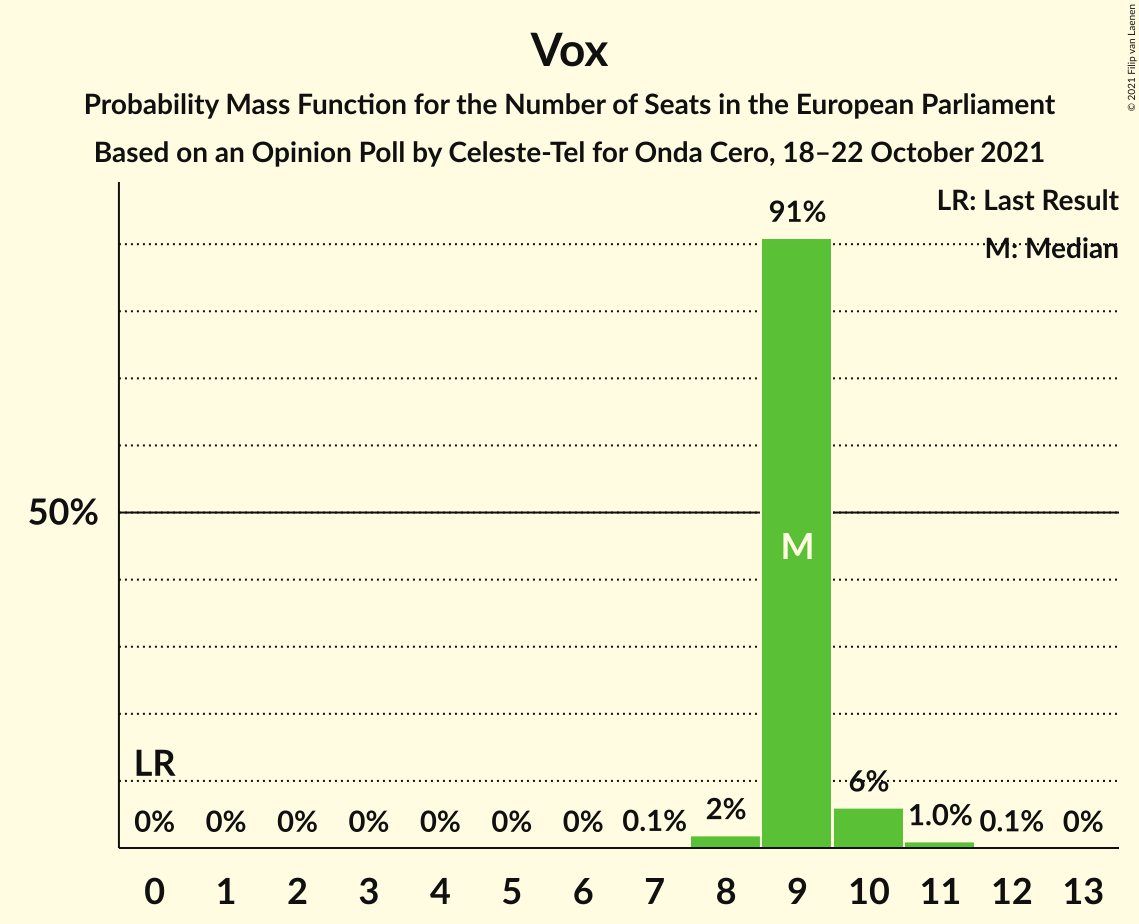 Vox
Probability Mass Function for the Number of Seats in the European Parliament
Based on an Opinion Poll by Celeste-Tel for Onda Cero, 18–22 October 2021
© 2021 Filip van Laenen
LR: Last Result
M: Median
91%
50%
M
LR
0% 0% 0% 0% 0% 0% 0% 0.1% 2% 6% 1.0% 0.1% 0%
0 1 2 3 4 5 6 7 8 9 10 11 12 13